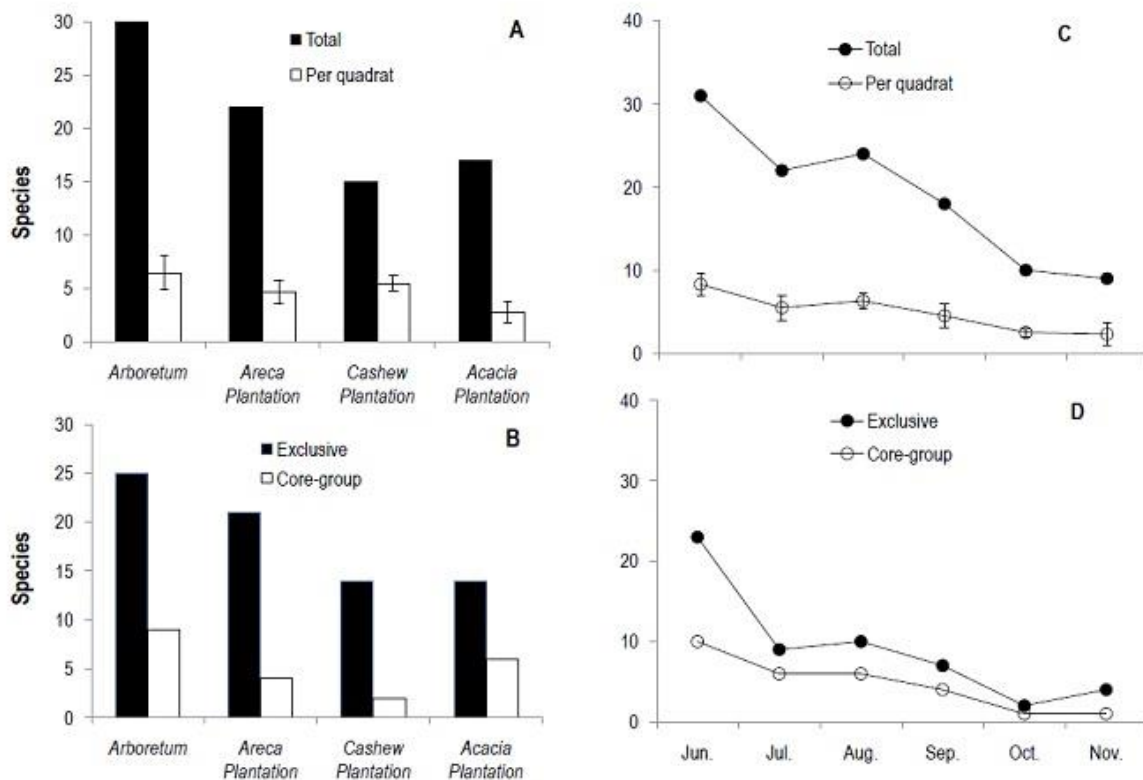 A
30
25
20
15
10
5
0
Species
Total
Per quadrat
Arboretum
Areca
Plantation
Cashew
Plantation
Acacia
Plantation
B
30
25
20
15
10
5
0
Species
Exclusive
Core-group
Arboretum
Areca
Plantation
Cashew
Plantation
Acacia
Plantation
C
40
30
20
10
0
Total
Per quadrat
D
40
30
20
10
0
Exclusive
Core-group
Jun. Jul. Aug. Sep. Oct. Nov.